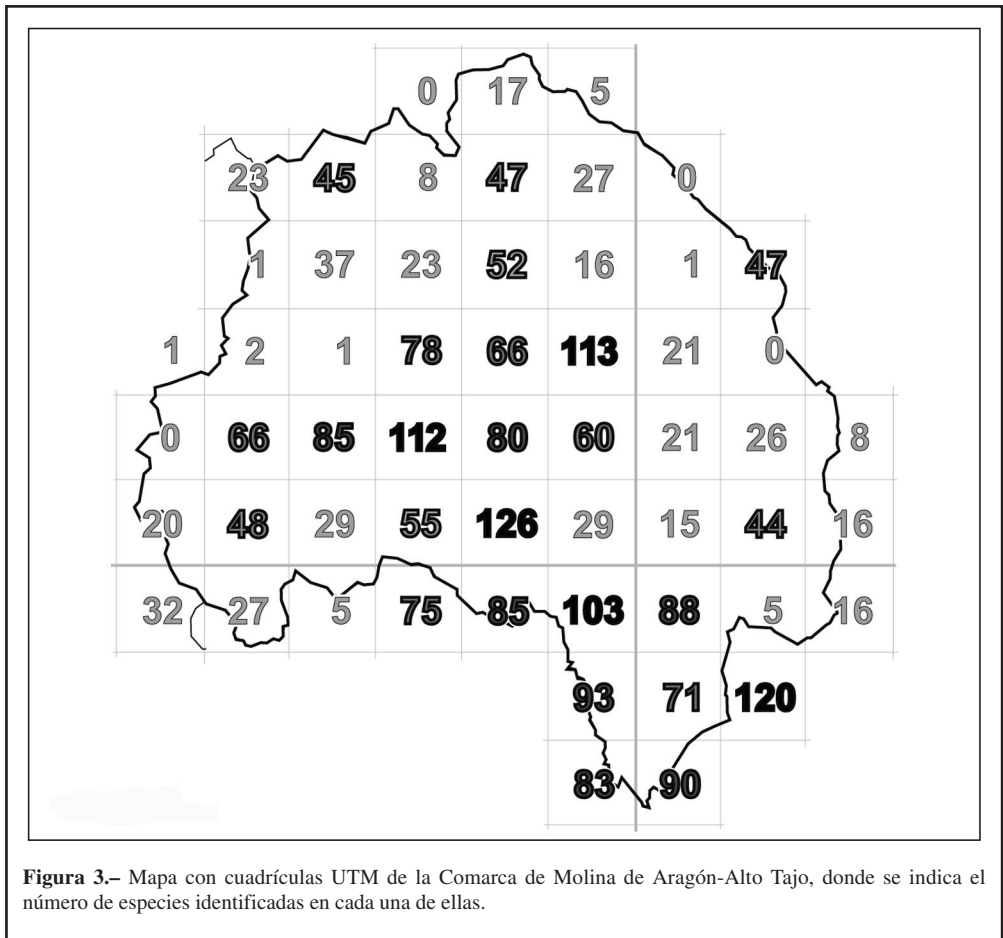 0 17 5
23 45 8 47 27 0
1 37 23 52 16 1 47
1 2 1 78 66 113 21 0
0 66 85 112 80 60 21 26 8
20 48 29 55 126 29 15 44 16
32 27 5 75 85 103 88 5 16
93 71 120
83 90
Figura 3.– Mapa con cuadrículas UTM de la Comarca de Molina de Aragón-Alto Tajo, donde se indica el
número de especies identificadas en cada una de ellas.